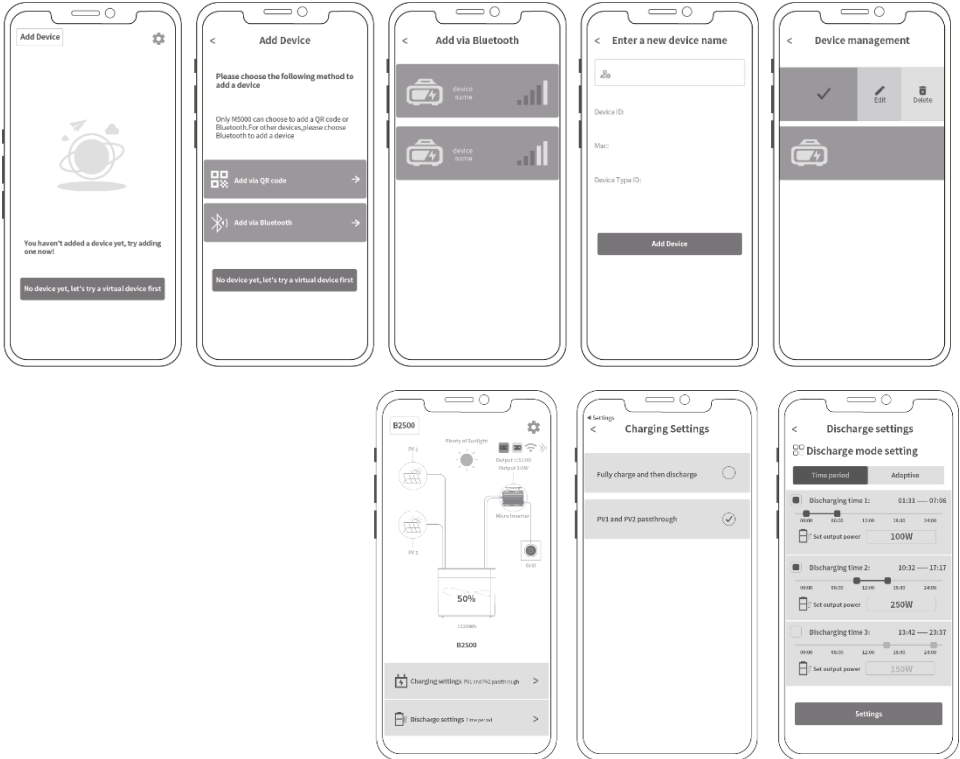 Add Device
You haven't added a device yet, try adding
one now!
No device yet, let's try a virtual device first
<
Add Device
Please choose the following method to
add a device
Only M5000 can choose to add a QR code or
Bluetooth.For other devices,please choose
Bluetooth to add a device
Add via QR code
Add via Bluetooth
No device yet, let's try a virtual device first
<
Add via Bluetooth
device
name
device
name
<
Enter a new device name
Device ID:
Mac:
Device Type ID:
Add Device
<
Device management
Edit
Delete
B2500
Plenty of Sunlight
PV 1
Output 2:0W
Micro Inverter
PV 2
Grid
50%
B2500
Charging settings PV1 and PV2 passthrough >
Discharge settings Time period >
Settings
<
Charging Settings
Fully charge and then discharge
PV1 and PV2 passthrough
<
Discharge settings
Discharge mode setting
Time period
Adaptive
Discharging time 1: 01:31 — 07:06
00:00 06:00 12:00 18:00 24:00
Set output power 100W
Discharging time 2: 10:32 — 17:17
00:00 06:00 12:00 18:00 24:00
Set output power 250W
Discharging time 3: 13:42 — 23:37
00:00 06:00 12:00 18:00 24:00
Set output power 150W
Settings